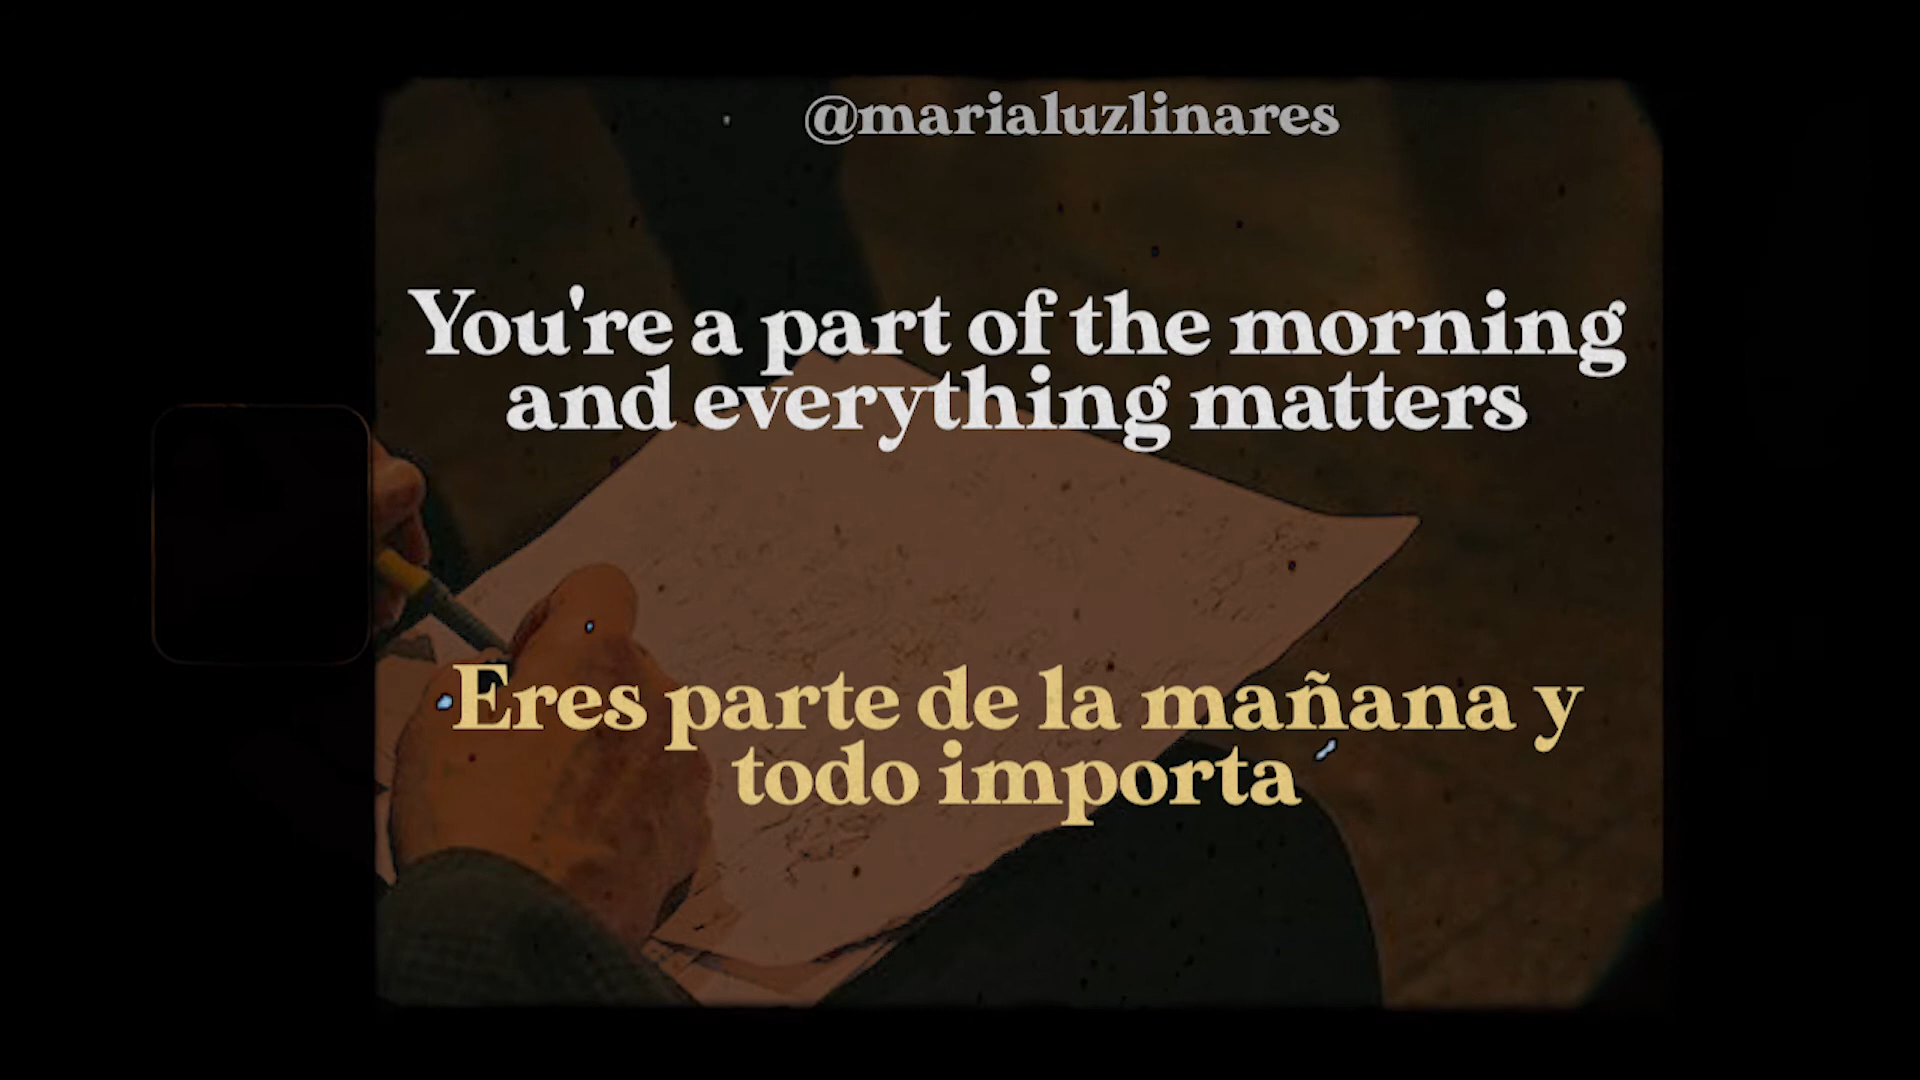 @marialuzlinares
You're a part of the morning
and everything matters
Eres parte de la mañana y
todo importa